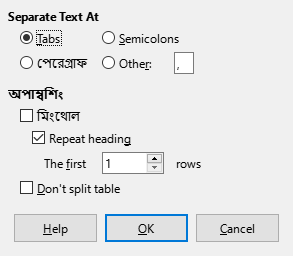 Separate Text At
Tabs Semicolons
পেরেগ্রাফ Other: ,
অপাম্বশিং
মিংথোল
Repeat heading
The first 1 rows
Don't split table
Help OK Cancel